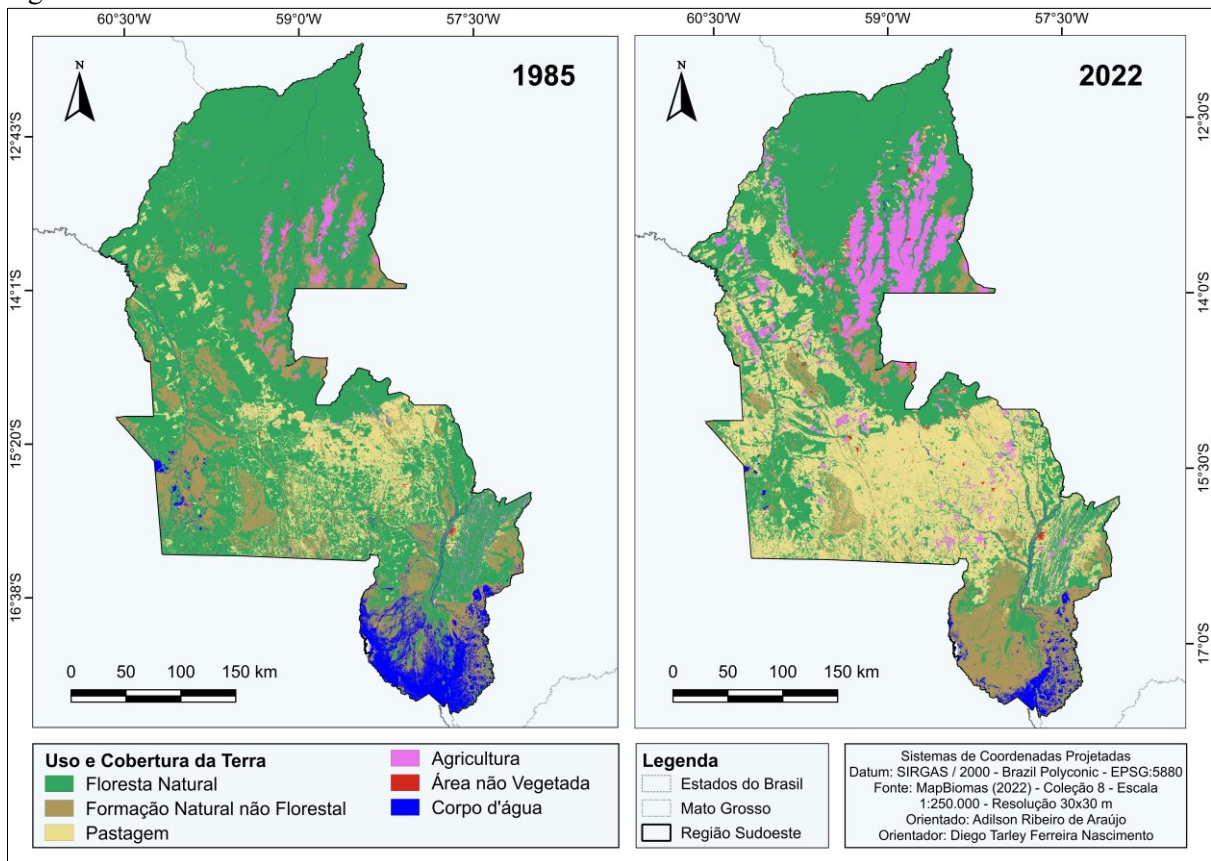 60°30'W 59°0'W 57°30'W
60°30'W 59°0'W 57°30'W
N
1985
N
2022
12°43'S
14°1'S
15°20'S
16°38'S
12°30'S
14°0'S
15°30'S
17°0'S
0 50 100 150 km
0 50 100 150 km
Uso e Cobertura da Terra
Floresta Natural
Formação Natural não Florestal
Pastagem
Agricultura
Área não Vegetada
Corpo d'água
Legenda
Estados do Brasil
Mato Grosso
Região Sudoeste
Sistemas de Coordenadas Projetadas
Datum: SIRGAS / 2000 - Brazil Polyconic - EPSG:5880
Fonte: MapBiomas (2022) - Coleção 8 - Escala
1:250.000 - Resolução 30x30 m
Orientado: Adilson Ribeiro de Araújo
Orientador: Diego Tarley Ferreira Nascimento